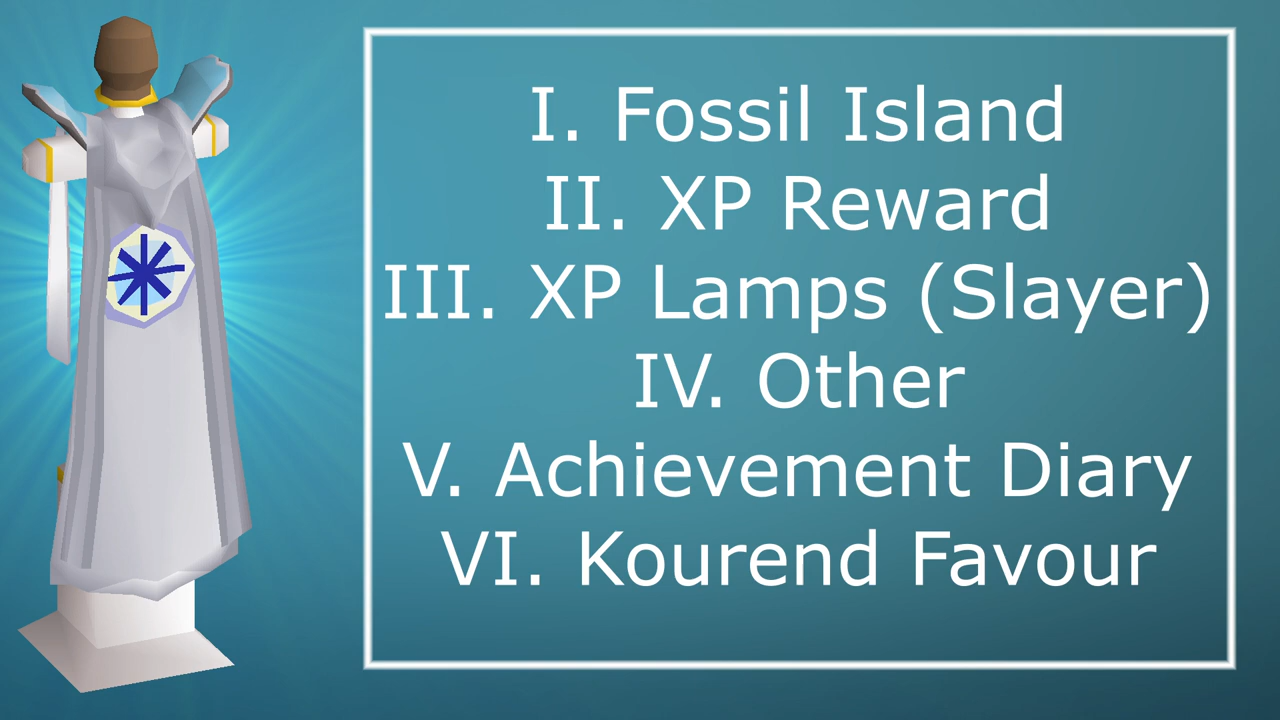 I. Fossil Island
II. XP Reward
III. XP Lamps (Slayer)
IV. Other
V. Achievement Diary
VI. Kourend Favour